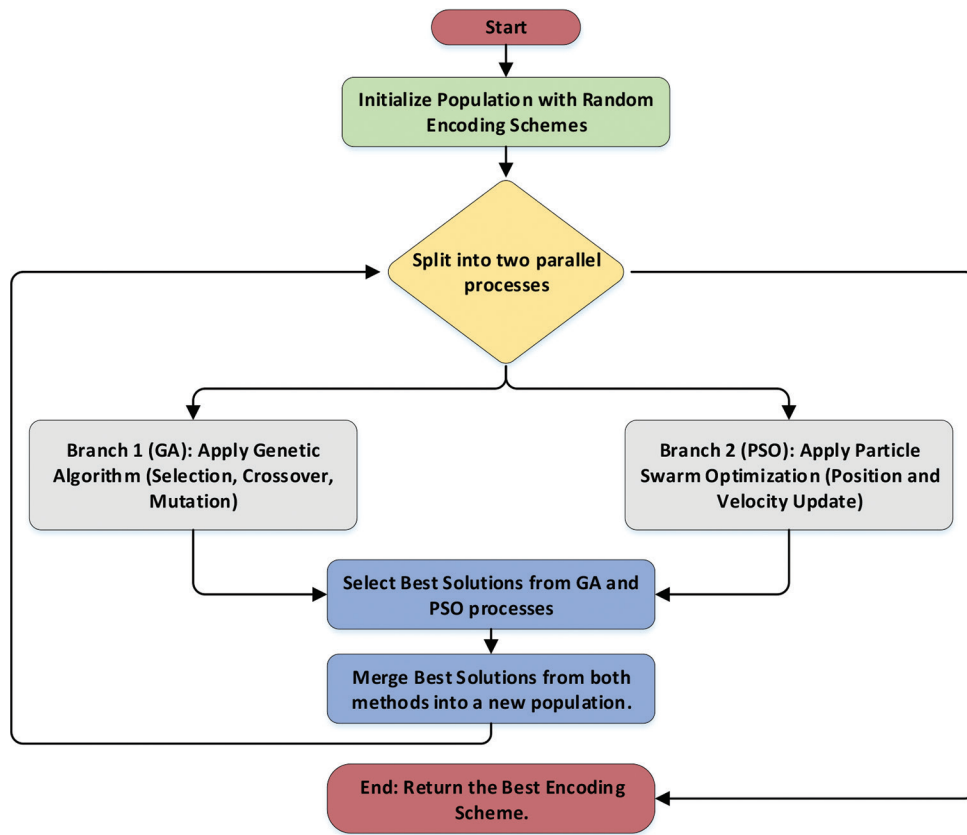 Start
Initialize Population with Random
Encoding Schemes
Split into two parallel
processes
Branch 1 (GA): Apply Genetic
Algorithm (Selection, Crossover,
Mutation)
Branch 2 (PSO): Apply Particle
Swarm Optimization (Position and
Velocity Update)
Select Best Solutions from GA and
PSO processes
Merge Best Solutions from both
methods into a new population.
End: Return the Best Encoding
Scheme.